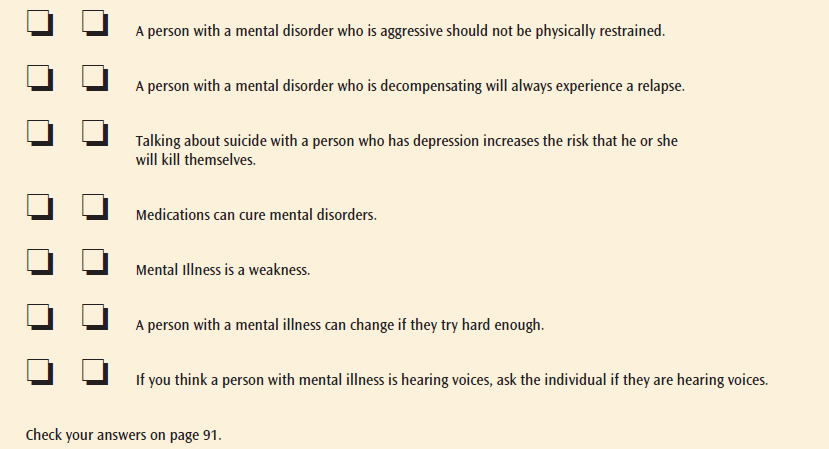 A person with a mental disorder who is aggressive should not be physically restrained.
A person with a mental disorder who is decompensating will always experience a relapse.
Talking about suicide with a person who has depression increases the risk that he or she
will kill themselves.
Medications can cure mental disorders.
Mental Illness is a weakness.
A person with a mental illness can change if they try hard enough.
If you think a person with mental illness is hearing voices, ask the individual if they are hearing voices.
Check your answers on page 91.